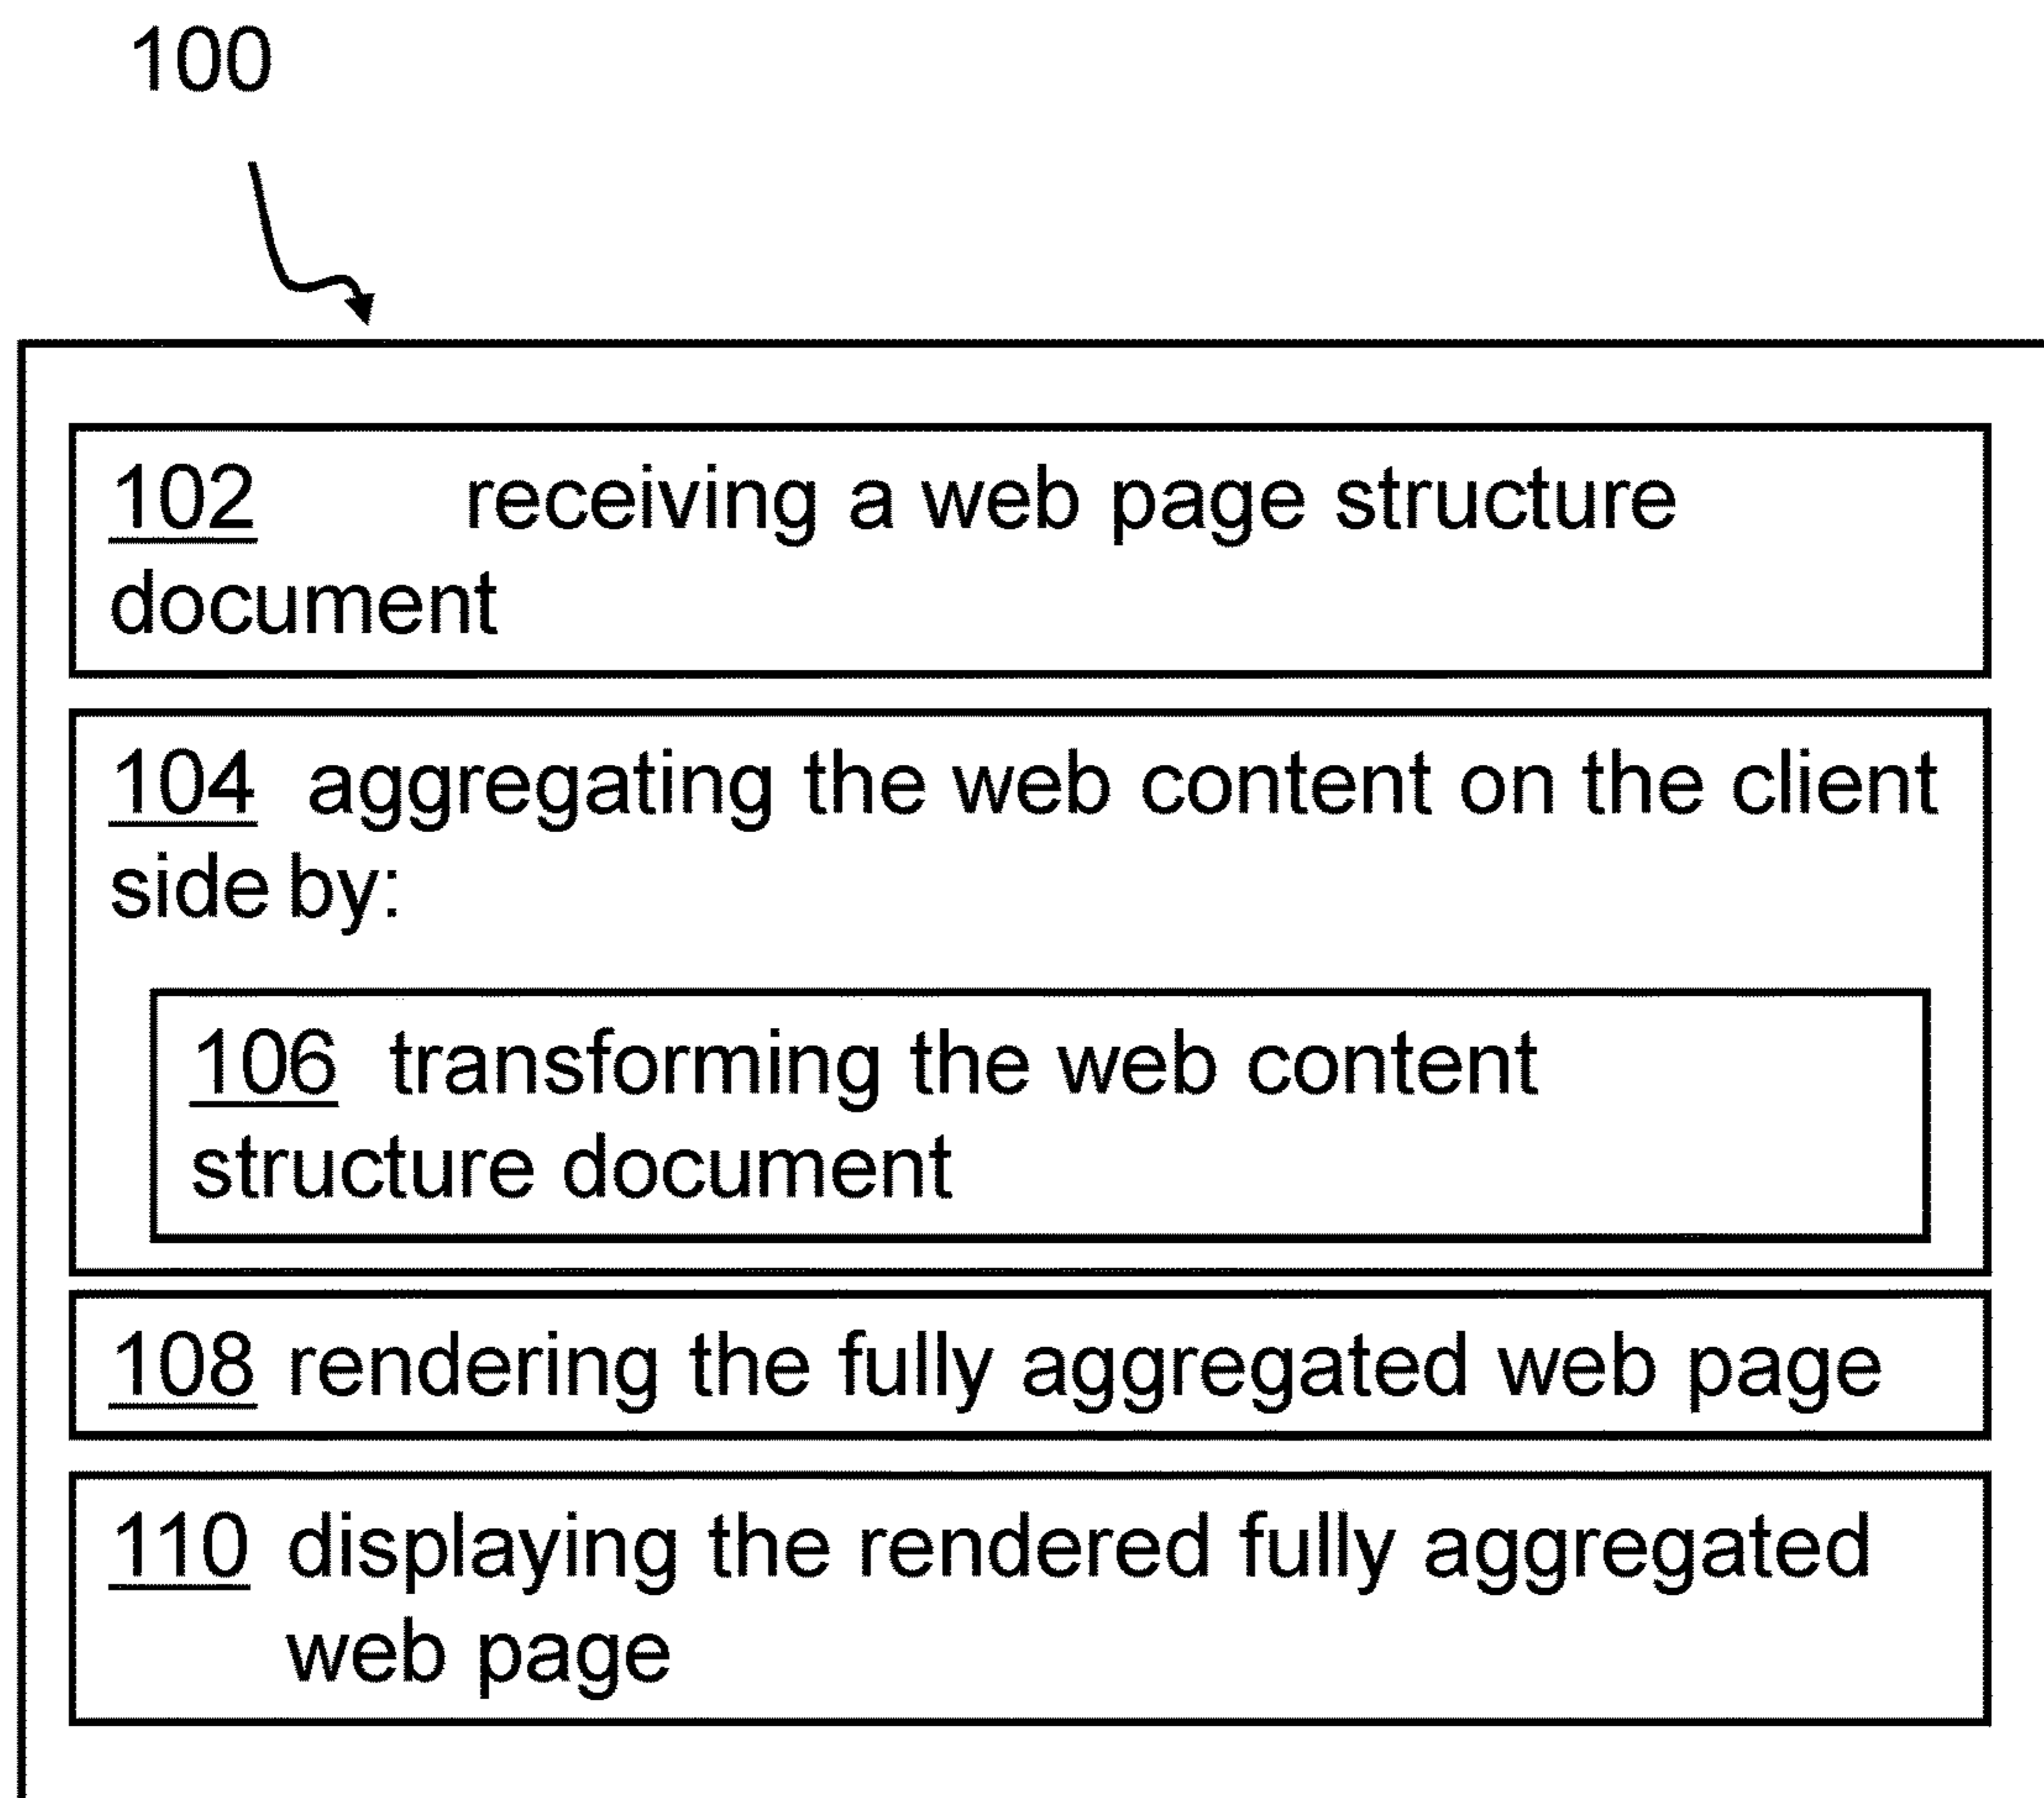 100
102 receiving a web page structure
document
104 aggregating the web content on the client
side by:
106 transforming the web content
structure document
108 rendering the fully aggregated web page
110 displaying the rendered fully aggregated
web page